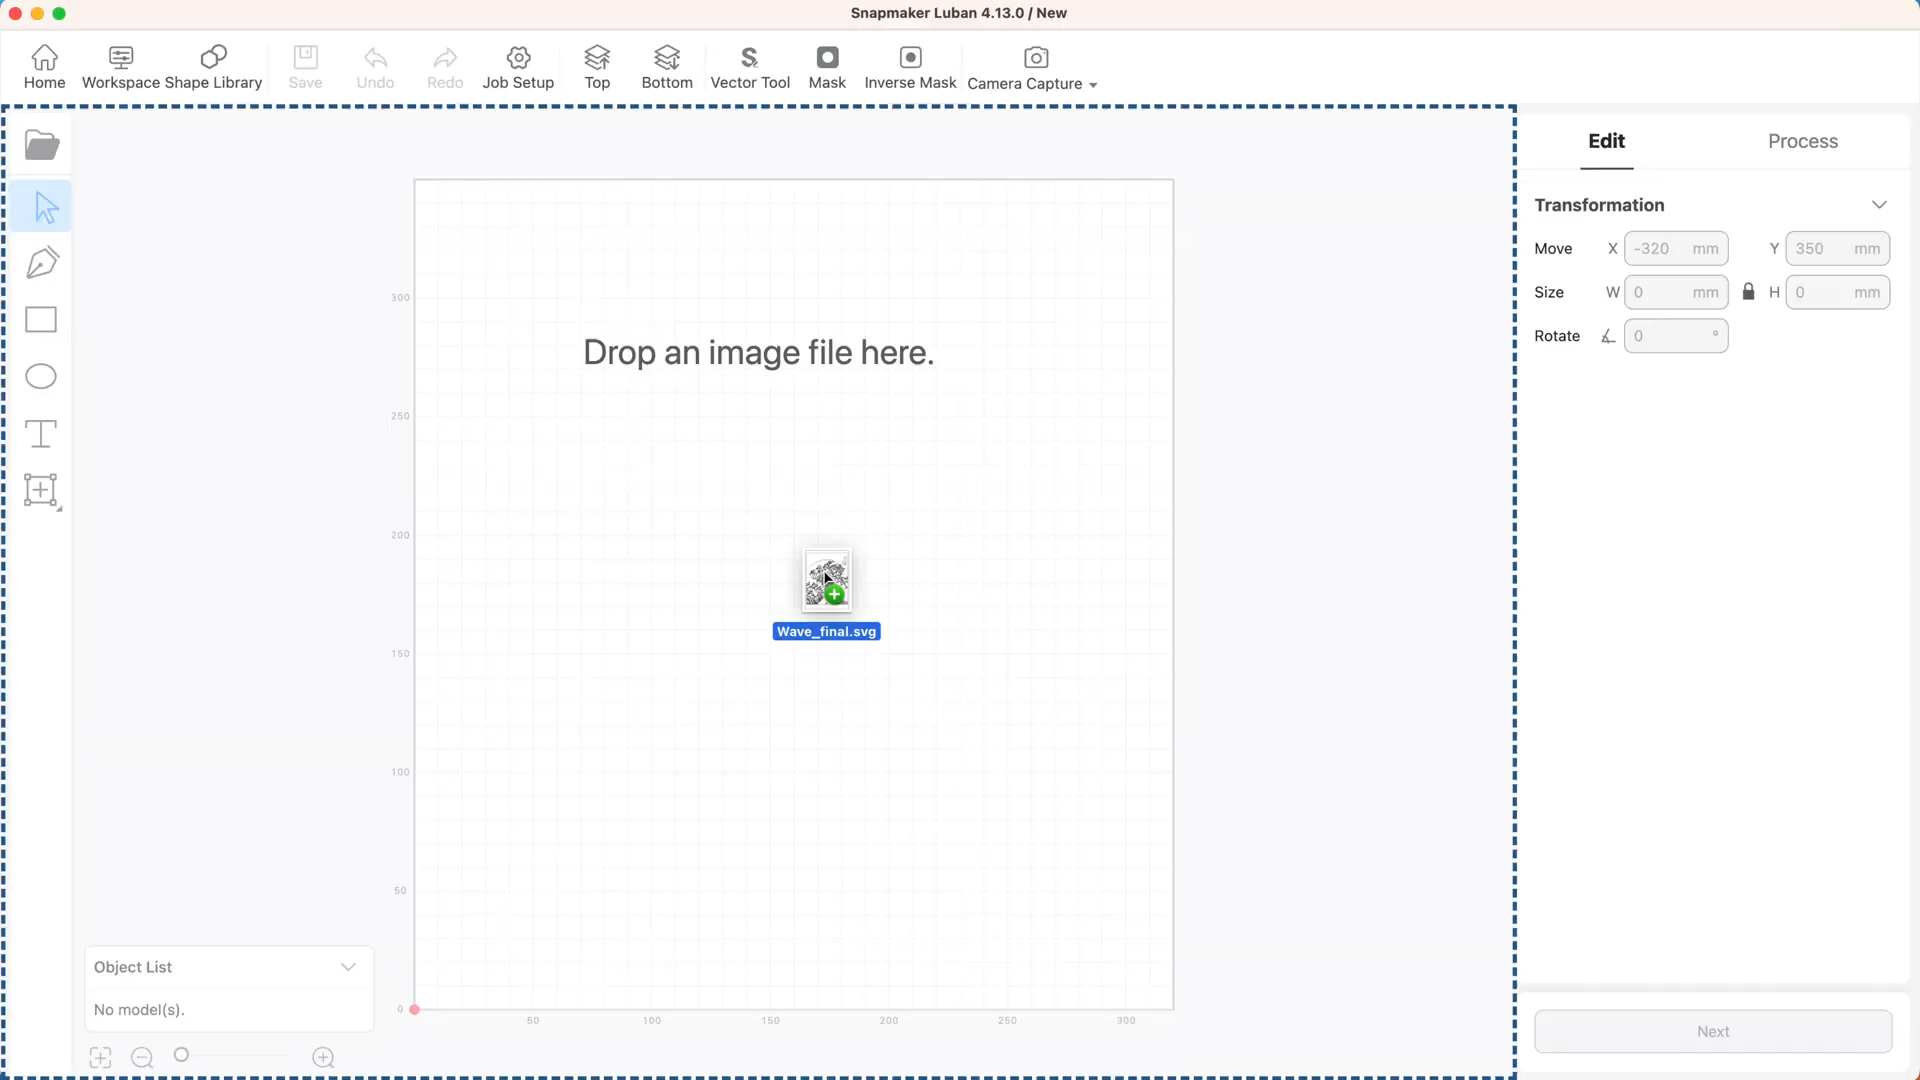 Snapmaker Luban 4.13.0 / New
Home
Workspace
Shape Library
Save
Undo
Redo
Job Setup
Top
Bottom
Vector Tool
Mask
Inverse Mask
Camera Capture
Edit
Process
Transformation
Move X -320 mm Y 350 mm
Size W 0 mm H 0 mm
Rotate 0 °
300
Drop an image file here.
250
200
Wave_final.svg
150
100
50
0
50 100 150 200 250 300
Object List
No model(s).
Next